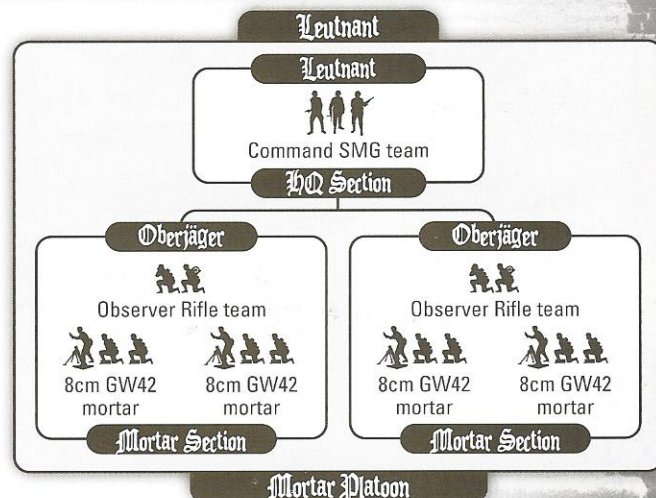 Leutnant
Leutnant
Command SMG team
HQ Section
Oberjäger
Observer Rifle team
8cm GW42
mortar
8cm GW42
mortar
Mortar Section
Oberjäger
Observer Rifle team
8cm GW42
mortar
8cm GW42
mortar
Mortar Section
Mortar Platoon